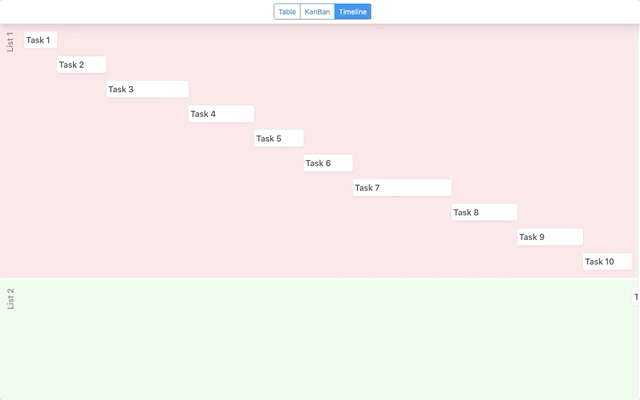 Table KanBan Timeline
List 1
Task 1
Task 2
Task 3
Task 4
Task 5
Task 6
Task 7
Task 8
Task 9
Task 10
List 2